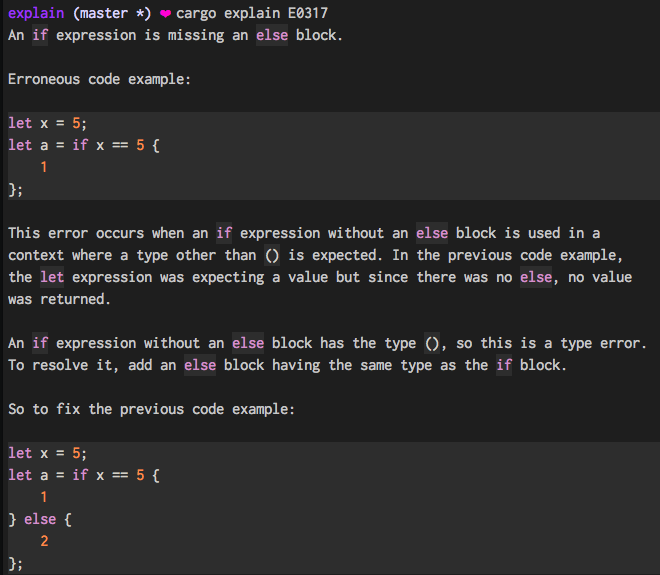 explain (master *) ❤ cargo explain E0317
An if expression is missing an else block.

Erroneous code example:

let x = 5;
let a = if x == 5 {
    1
};

This error occurs when an if expression without an else block is used in a
context where a type other than () is expected. In the previous code example,
the let expression was expecting a value but since there was no else, no value
was returned.

An if expression without an else block has the type (), so this is a type error.
To resolve it, add an else block having the same type as the if block.

So to fix the previous code example:

let x = 5;
let a = if x == 5 {
    1
} else {
    2
};